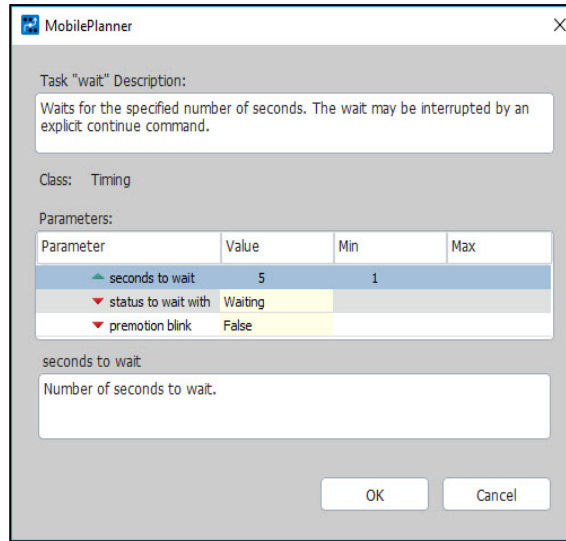 MobilePlanner
Task "wait" Description:
Waits for the specified number of seconds. The wait may be interrupted by an
explicit continue command.
Class: Timing
Parameters:
Parameter Value Min Max
seconds to wait 5 1
status to wait with Waiting
premotion blink False
seconds to wait
Number of seconds to wait.
OK Cancel